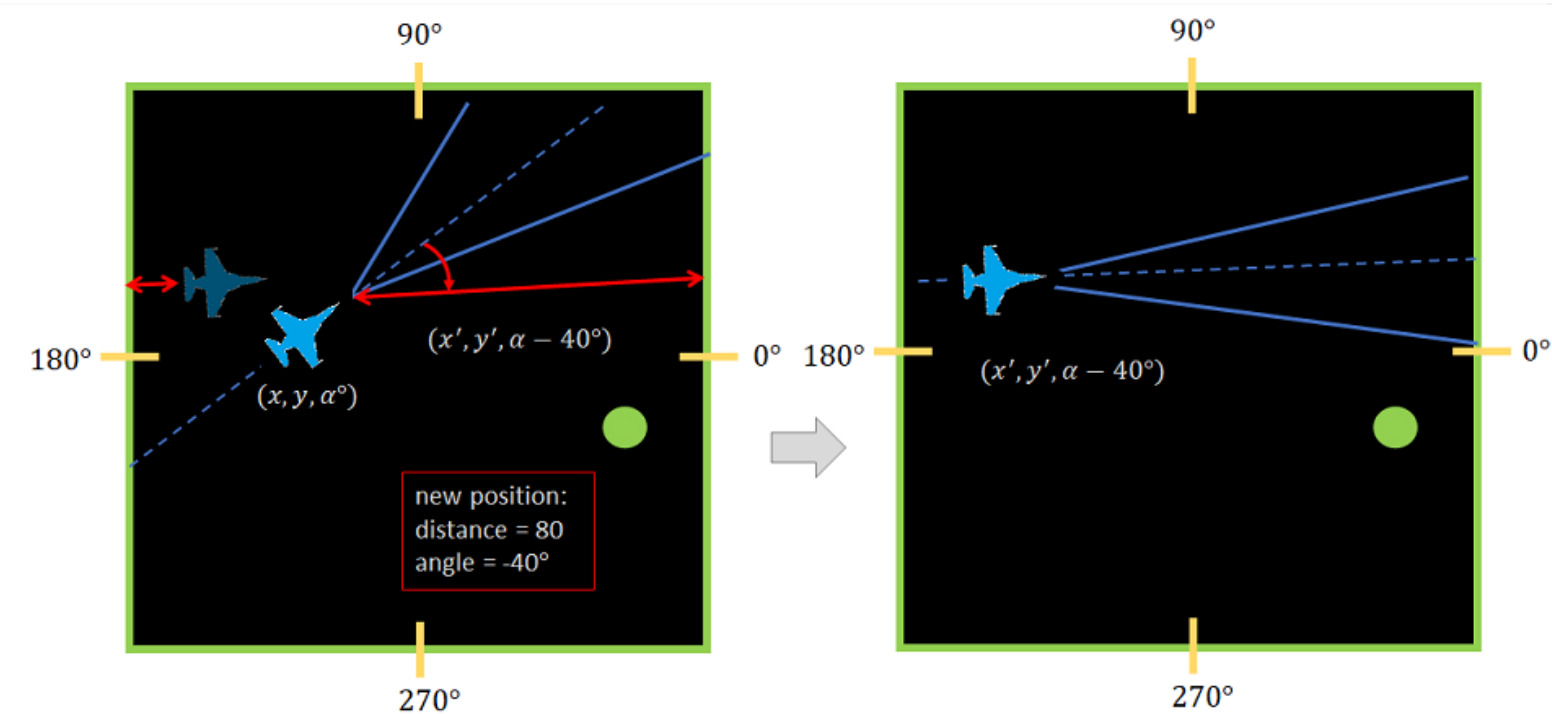 90°
180°
0°
(x′, y′, α − 40°)
(x, y, α°)
new position:
distance = 80
angle = -40°
270°
90°
180°
0°
(x′, y′, α − 40°)
270°